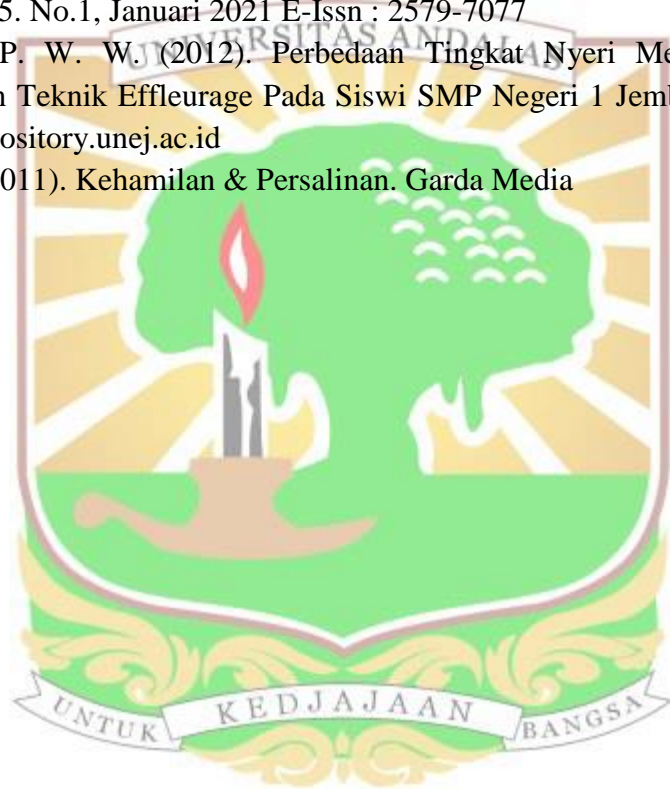 5. No.1, Januari 2021 E-Issn : 2579-7077
UNIVERSITAS ANDALAS
P. W. W. (2012). Perbedaan Tingkat Nyeri Me
n Teknik Effleurage Pada Siswi SMP Negeri 1 Jemb
ository.unej.ac.id
011). Kehamilan & Persalinan. Garda Media
UNTUK KEDJAJAAN BANGSA